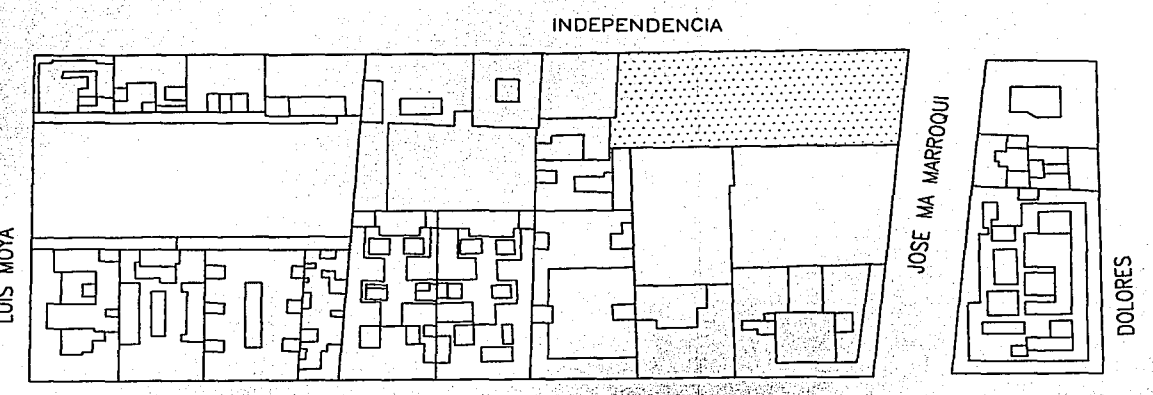 INDEPENDENCIA
LUIS MOYA
JOSE MA MARROQUI
DOLORES